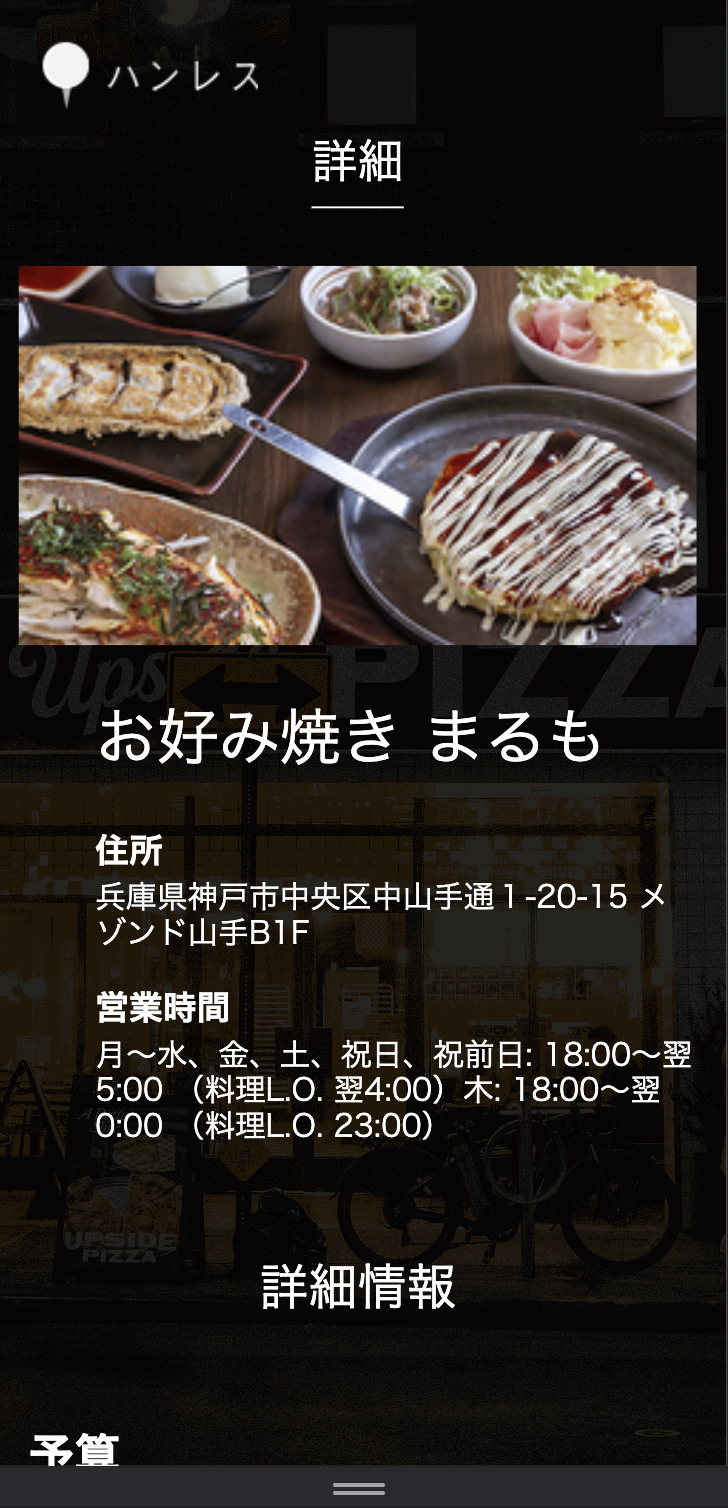 ハンレス
詳細
Ups
PIZZA
お好み焼き まるも
住所
兵庫県神戸市中央区中山手通１-20-15 メ
ゾンド山手B1F
営業時間
月〜水、金、土、祝日、祝前日: 18:00〜翌
5:00 （料理L.O. 翌4:00）木: 18:00〜翌
0:00 （料理L.O. 23:00）
UPSIDE
PIZZA
詳細情報
予算